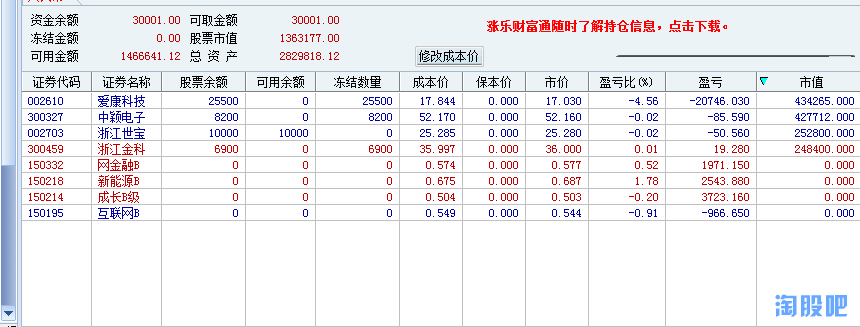 资金余额 30001.00 可取金额 30001.00
冻结金额 0.00 股票市值 1363177.00
可用金额 1466641.12 总 资 产 2829818.12
涨乐财富通随时了解持仓信息，点击下载。
修改成本价
证券代码 证券名称 股票余额 可用余额 冻结数量 成本价 保本价 市价 盈亏比(%) 盈亏 市值
002610 爱康科技 25500 0 25500 17.844 0.000 17.030 -4.56 -20746.030 434265.000
300327 中颖电子 8200 0 8200 52.170 0.000 52.160 -0.02 -85.590 427712.000
002703 浙江世宝 10000 10000 0 25.285 0.000 25.280 -0.02 -50.560 252800.000
300459 浙江金科 6900 0 6900 35.997 0.000 36.000 0.01 19.280 248400.000
150332 网金融B 0 0 0 0.574 0.000 0.577 0.52 1971.150 0.000
150218 新能源B 0 0 0 0.675 0.000 0.687 1.78 2543.880 0.000
150214 成长B级 0 0 0 0.504 0.000 0.503 -0.20 3723.160 0.000
150195 互联网B 0 0 0 0.549 0.000 0.544 -0.91 -966.650 0.000
淘股吧